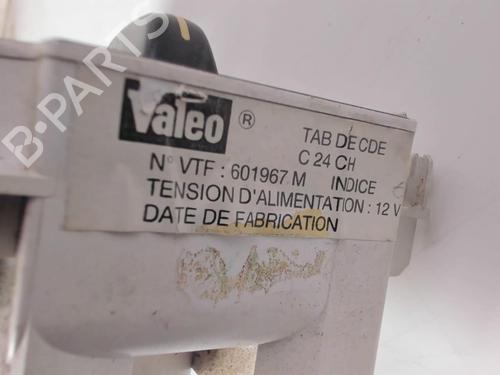 Valeo ®
TAB DE CDE
C 24 CH
N° VTF : 601967 M INDICE
TENSION D'ALIMENTATION : 12 V
DATE DE FABRICATION
B-PARTS